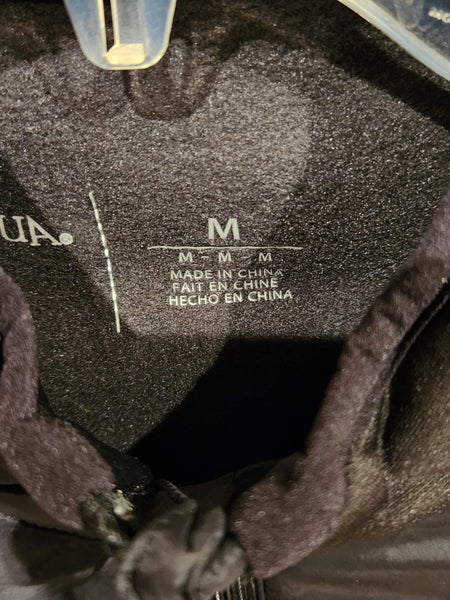 UA®
M
M - M - M
MADE IN CHINA
FAIT EN CHINE
HECHO EN CHINA